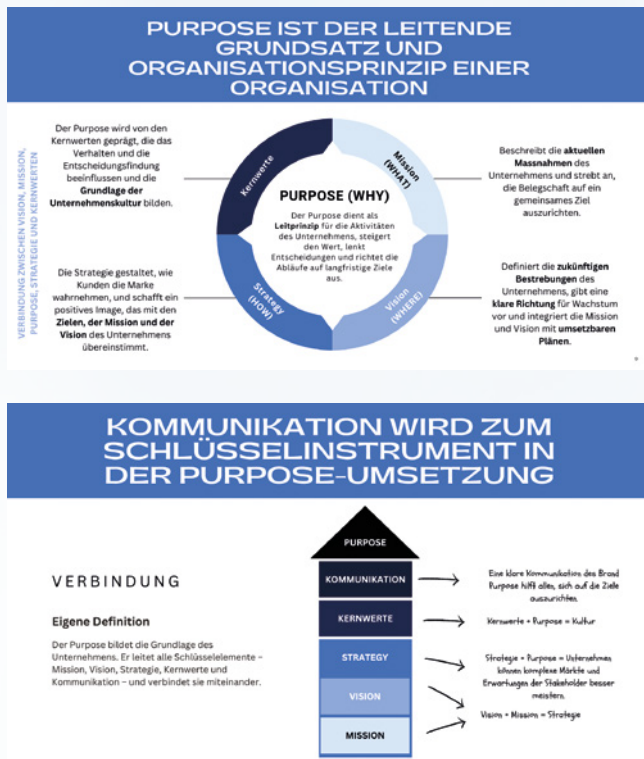 PURPOSE IST DER LEITENDE
GRUNDSATZ UND
ORGANISATIONSPRINZIP EINER
ORGANISATION
VERBINDUNG ZWISCHEN VISION, MISSION,
PURPOSE, STRATEGIE UND KERNWERTEN
Der Purpose wird von den
Kernwerten geprägt, die das
Verhalten und die
Entscheidungsfindung
beeinflussen und die
Grundlage der
Unternehmenskultur bilden.
Die Strategie gestaltet, wie
Kunden die Marke
wahrnehmen, und schafft ein
positives Image, das mit den
Zielen, der Mission und der
Vision des Unternehmens
übereinstimmt.
Kernwerte
Mission
(WHAT)
PURPOSE (WHY)
Der Purpose dient als
Leitprinzip für die Aktivitäten
des Unternehmens, steigert
den Wert, lenkt
Entscheidungen und richtet die
Abläufe auf langfristige Ziele
aus.
Strategy
(HOW)
Vision
(WHERE)
Beschreibt die aktuellen
Massnahmen des
Unternehmens und strebt an,
die Belegschaft auf ein
gemeinsames Ziel
auszurichten.
Definiert die zukünftigen
Bestrebungen des
Unternehmens, gibt eine
klare Richtung für Wachstum
vor und integriert die Mission
und Vision mit umsetzbaren
Plänen.
KOMMUNIKATION WIRD ZUM
SCHLÜSSELINSTRUMENT IN
DER PURPOSE-UMSETZUNG
VERBINDUNG
Eigene Definition
Der Purpose bildet die Grundlage des
Unternehmens. Er leitet alle Schlüsselelemente –
Mission, Vision, Strategie, Kernwerte und
Kommunikation – und verbindet sie miteinander.
PURPOSE
KOMMUNIKATION
KERNWERTE
STRATEGY
VISION
MISSION
Eine klare Kommunikation des Brand
Purpose hilft allen, sich auf die Ziele
auszurichten
Kernwerte + Purpose = Kultur
Strategie + Purpose = Unternehmen
können komplexe Märkte und
Erwartungen der Stakeholder besser
meistern.
Vision + Mission = Strategie